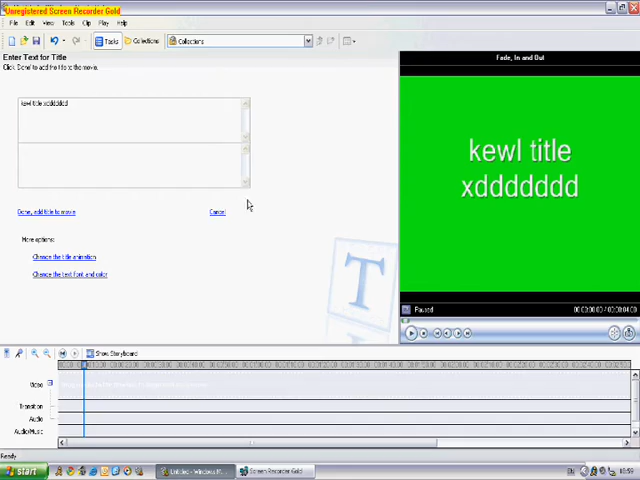 Unregistered Screen Recorder Gold
File Edit View Tools Clip Play Help
Tasks Collections Collections
Enter Text for Title
Click 'Done' to add the title to the movie.
Fade, In and Out
kewl title xddddddd
kewl title
xddddddd
Done, add title to movie Cancel
More options:
Change the title animation
Change the text font and color
T
Paused
Show Storyboard
Video
Transition
Audio
Audio/Music
Ready
start
Untitled - Windows M...
Screen Recorder Gold